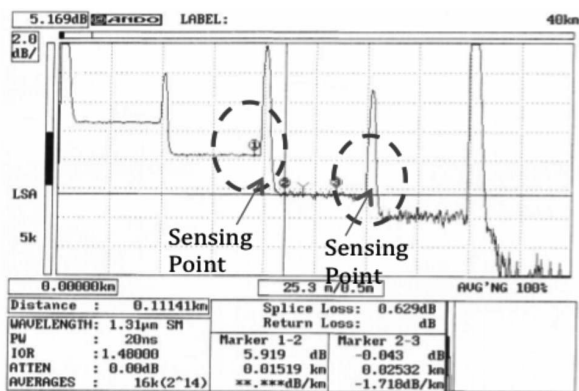 5.169dB ANDO LABEL: 40km
2.0
dB/
①
② ③
LSA
5k
Sensing
Point
Sensing
Point
0.00000km 25.3 m/0.5m AVG'NG 100%
Distance : 0.11141km
WAVELENGTH: 1.31μm SM
PW : 20ns
IOR :1.48000
ATTEN : 0.00dB
AVERAGES : 16k(2^14)
Splice Loss: 0.629dB
Return Loss: dB
Marker 1-2 Marker 2-3
5.919 dB -0.043 dB
0.01519 km 0.02532 km
**.***dB/km -1.718dB/km